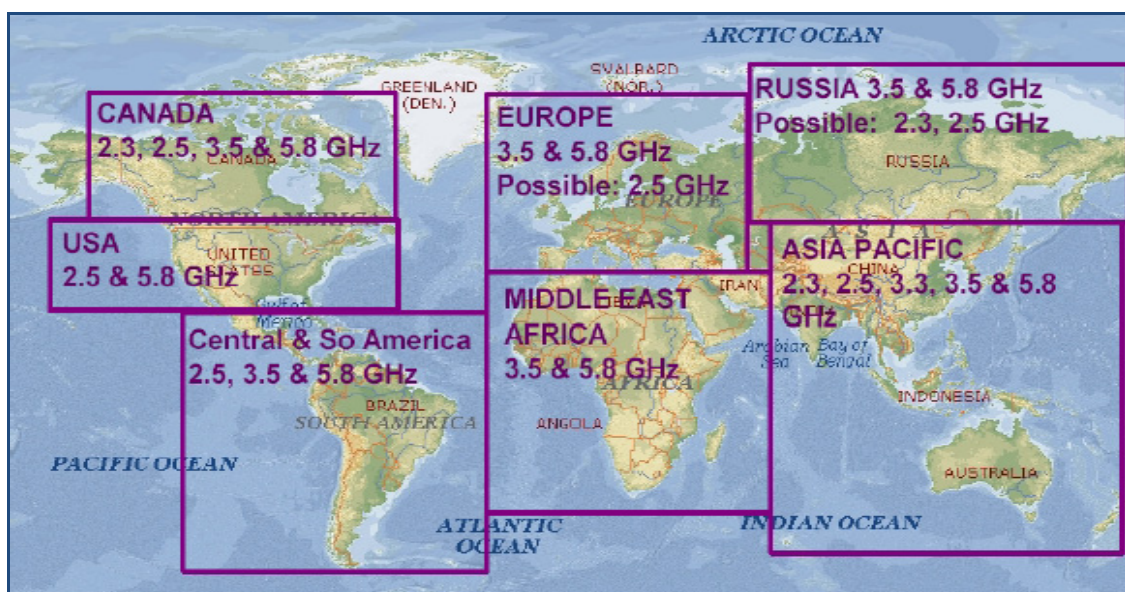 ARCTIC OCEAN
SVALBARD
(NOR.)
GREENLAND
(DEN.)
RUSSIA 3.5 & 5.8 GHz
Possible: 2.3, 2.5 GHz
RUSSIA
CANADA
2.3, 2.5, 3.5 & 5.8 GHz
CANADA
NORTH AMERICA
EUROPE
3.5 & 5.8 GHz
Possible: 2.5 GHz
EUROPE
USA
2.5 & 5.8 GHz
UNITED
STATES
Gulf of
Mexico
ASIA
ASIA PACIFIC
2.3, 2.5, 3.3, 3.5 & 5.8
GHz
CHINA
IRAN
MIDDLE EAST
AFRICA
3.5 & 5.8 GHz
AFRICA
ANGOLA
Central & So America
2.5, 3.5 & 5.8 GHz
BRAZIL
SOUTH AMERICA
Arabian
Sea
Bay of
Bengal
INDONESIA
AUSTRALIA
PACIFIC OCEAN
ATLANTIC
OCEAN
INDIAN OCEAN